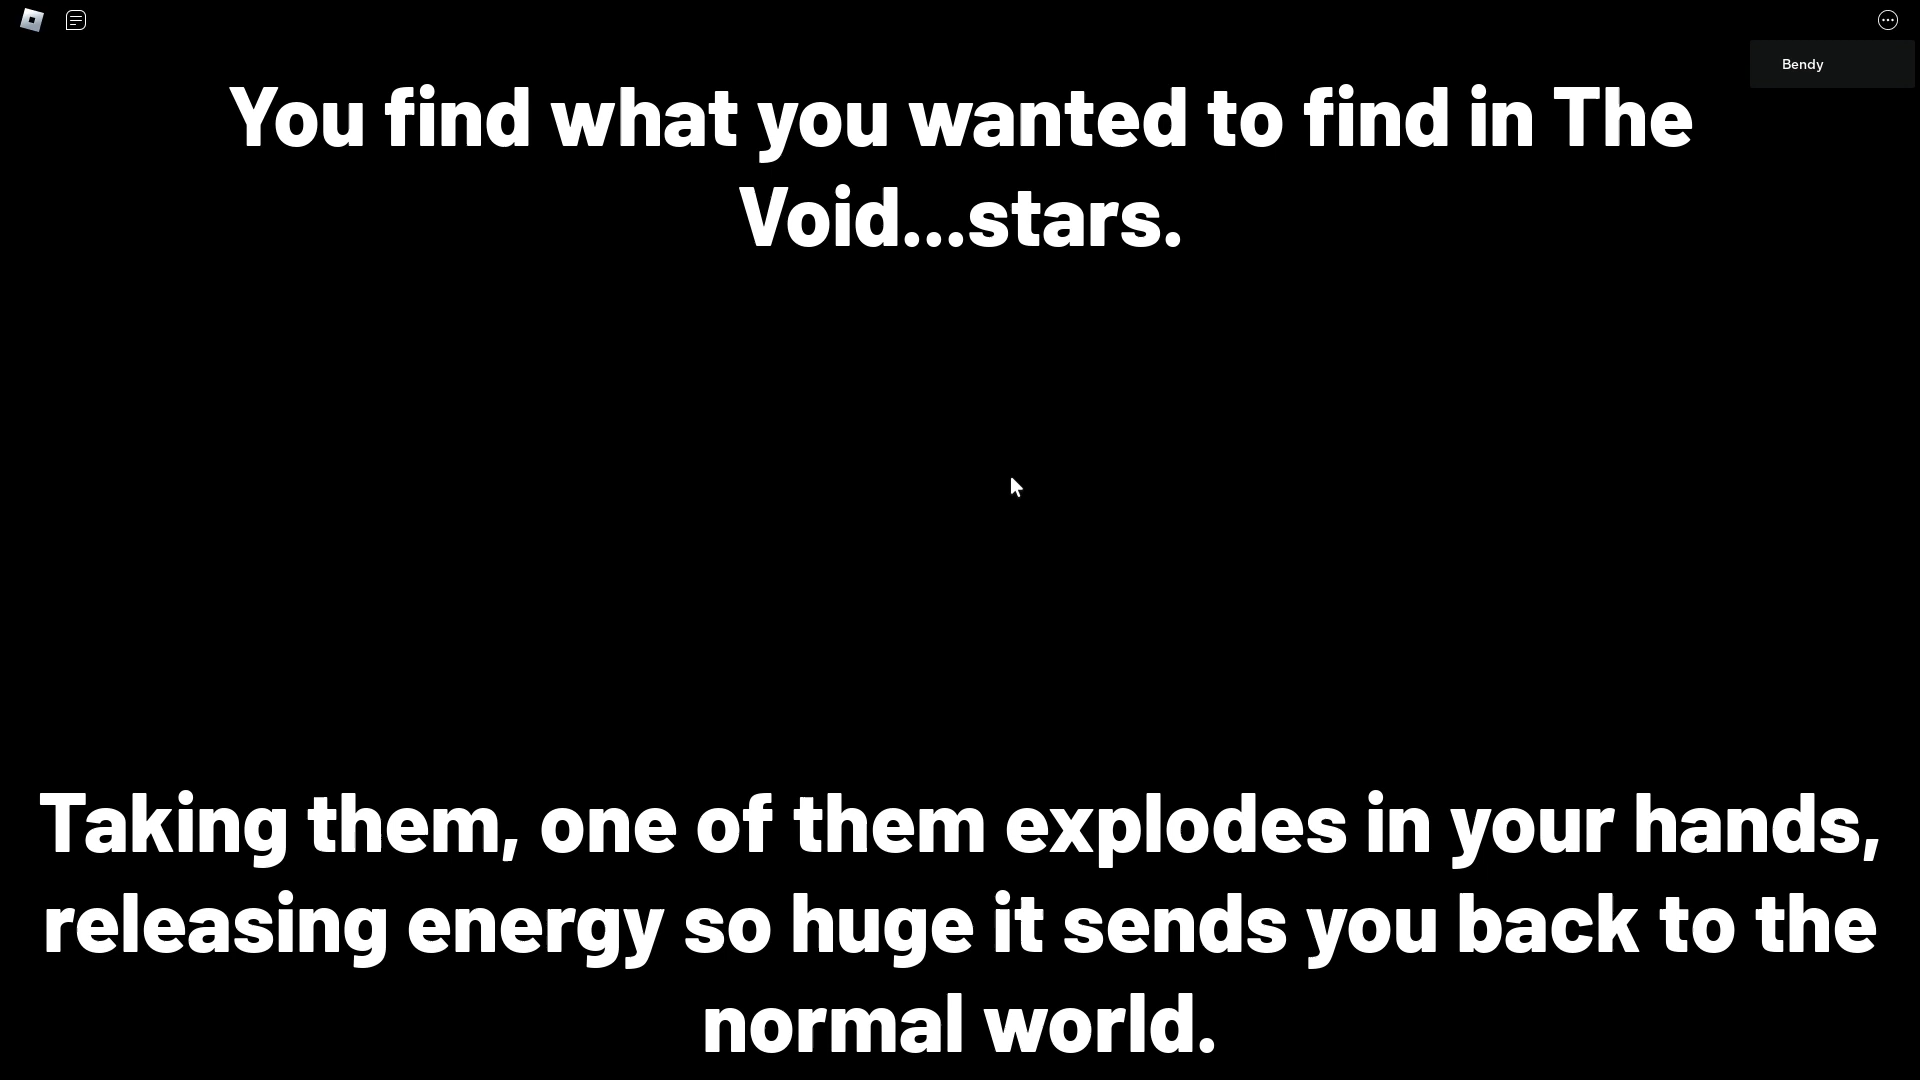 Bendy
You find what you wanted to find in The
Void...stars.
Taking them, one of them explodes in your hands,
releasing energy so huge it sends you back to the
normal world.